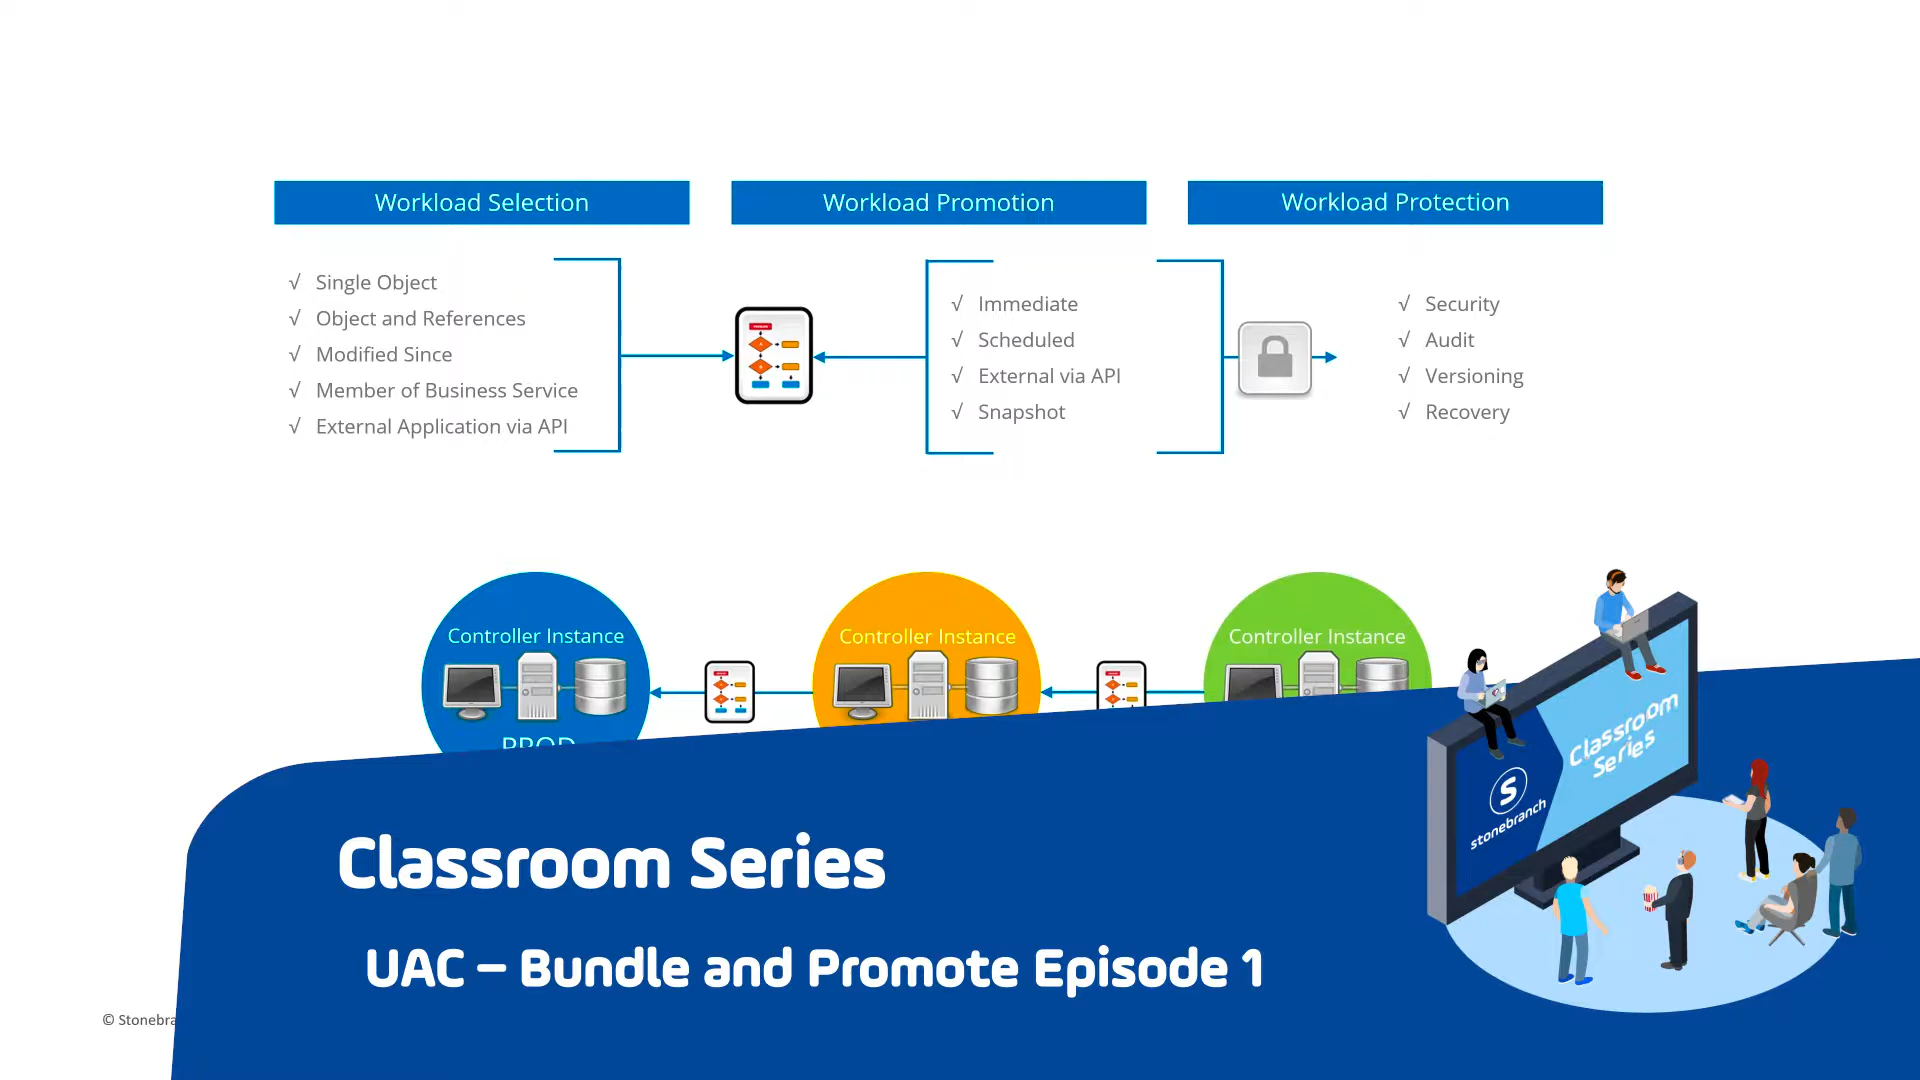 Workload Selection
Workload Promotion
Workload Protection
√ Single Object
√ Object and References
√ Modified Since
√ Member of Business Service
√ External Application via API
√ Immediate
√ Scheduled
√ External via API
√ Snapshot
√ Security
√ Audit
√ Versioning
√ Recovery
Controller Instance
Controller Instance
Controller Instance
PROD
Classroom Series
UAC – Bundle and Promote Episode 1
Classroom
Series
S
stonebranch
© Stonebra